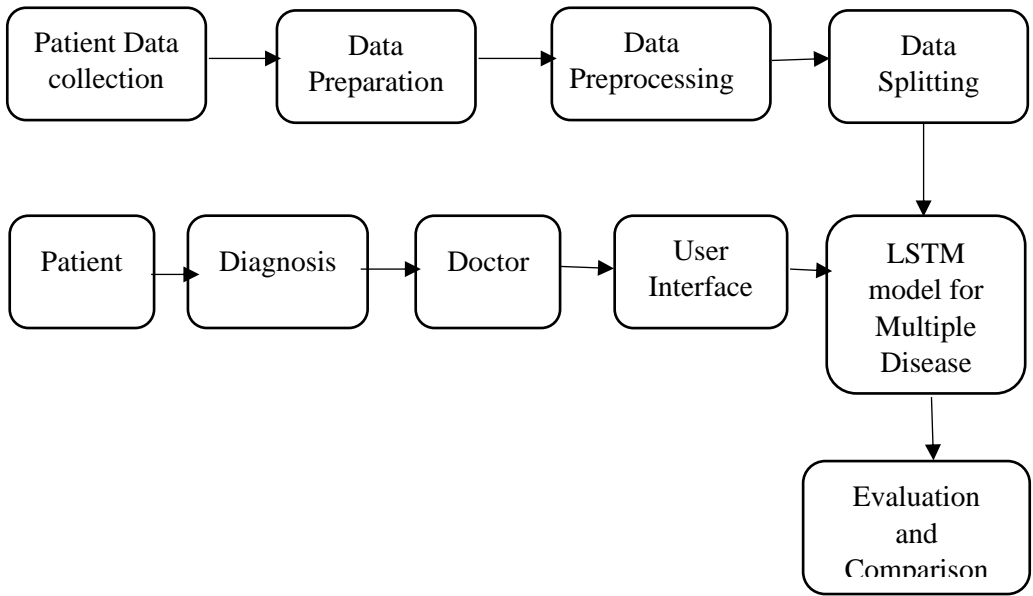 Patient Data
collection
Data
Preparation
Data
Preprocessing
Data
Splitting
Patient
Diagnosis
Doctor
User
Interface
LSTM
model for
Multiple
Disease
Evaluation
and
Comparison